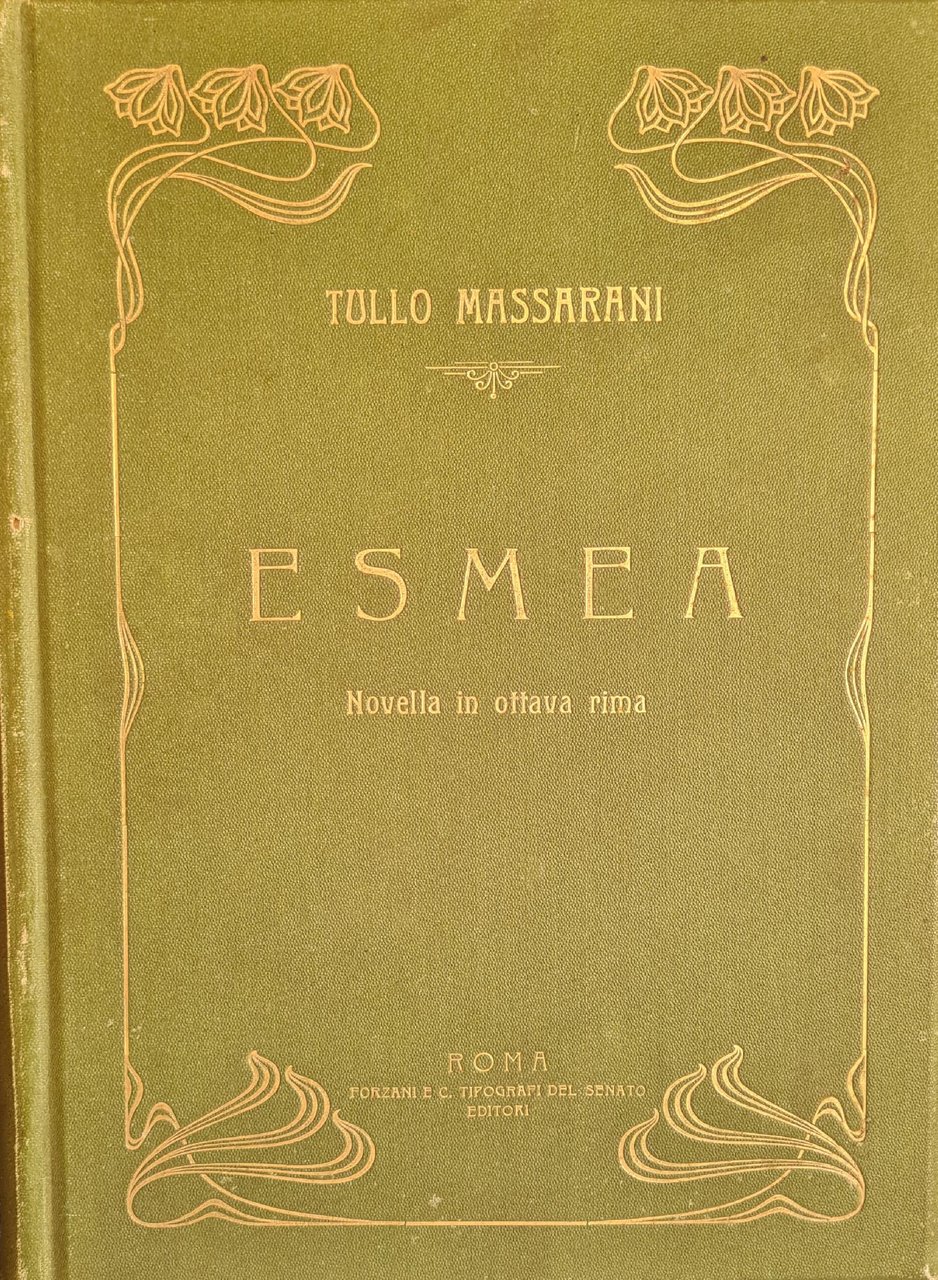 TULLO MASSARANI
ESMEA
Novella in ottava rima
ROMA
FORZANI E C. TIPOGRAFI DEL SENATO
EDITORI